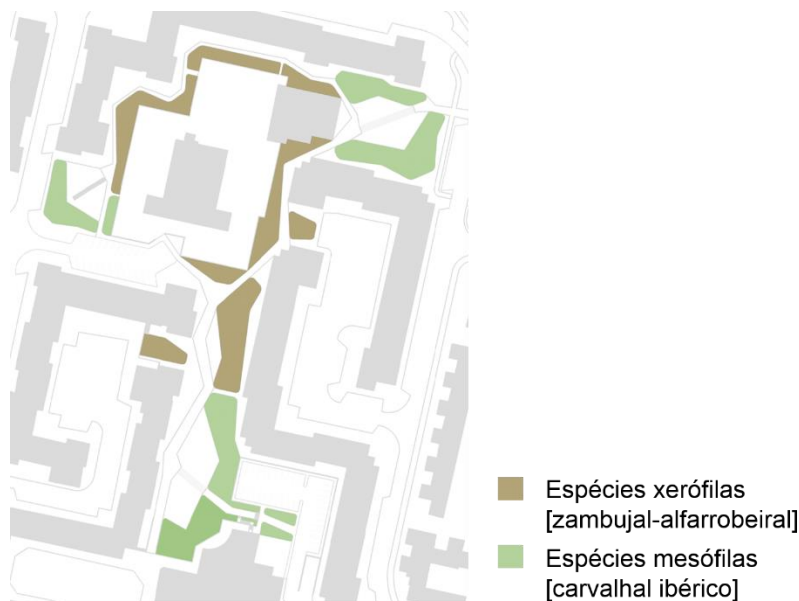 Espécies xerófilas
[zambujal-alfarrobeiral]
Espécies mesófilas
[carvalhal ibérico]